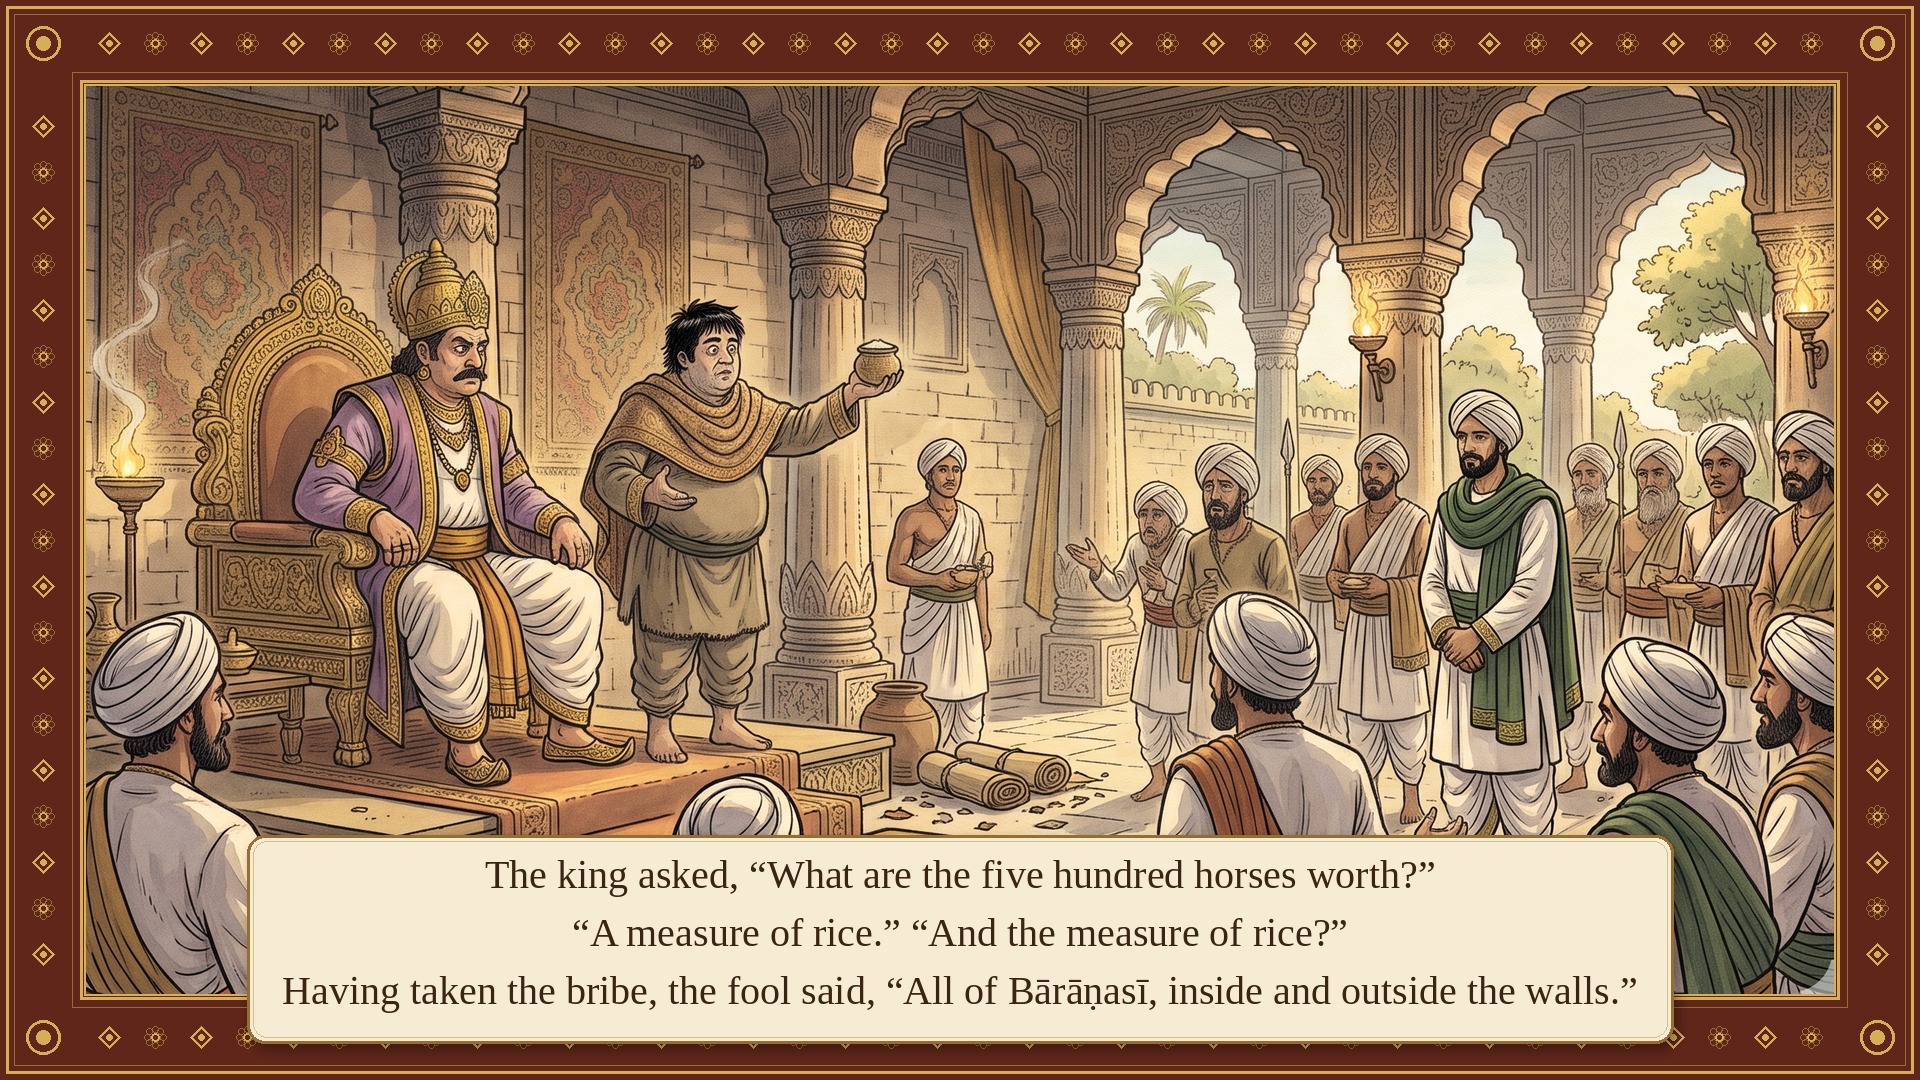 The king asked, “What are the five hundred horses worth?”
“A measure of rice.” “And the measure of rice?”
Having taken the bribe, the fool said, “All of Bārāṇasī, inside and outside the walls.”